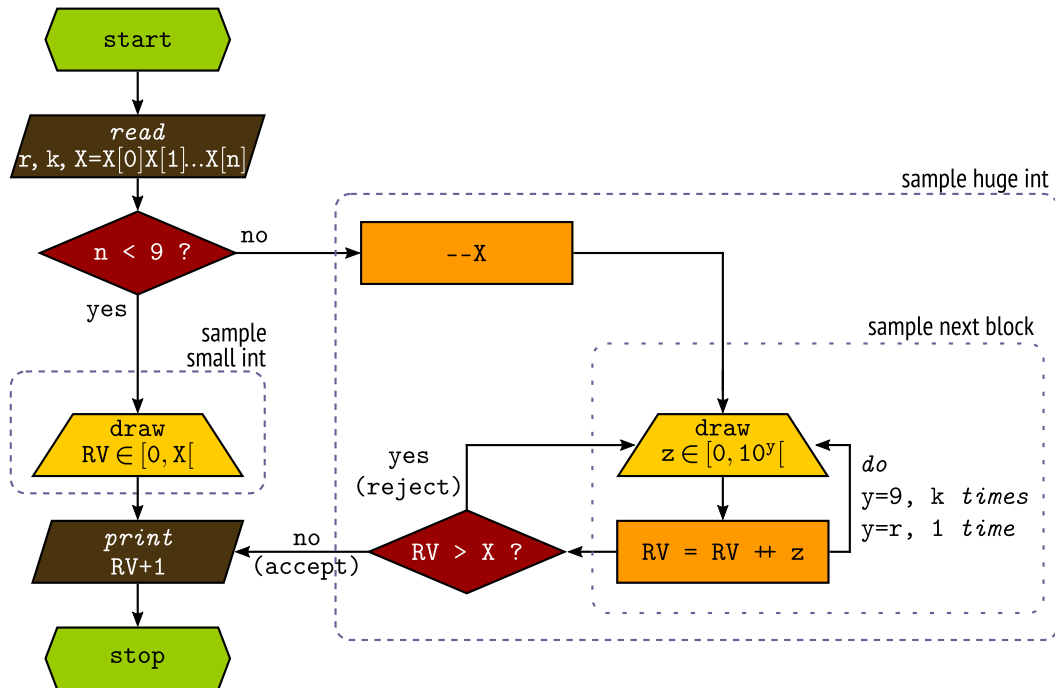 start
read
r, k, X=X[0]X[1]...X[n]
sample huge int
n < 9 ?
no
--X
yes
sample
small int
sample next block
draw
RV ∈ [0, X[
draw
z ∈ [0, 10^y[
yes
(reject)
do
y=9, k times
y=r, 1 time
print
RV+1
no
(accept)
RV > X ?
RV = RV ++ z
stop